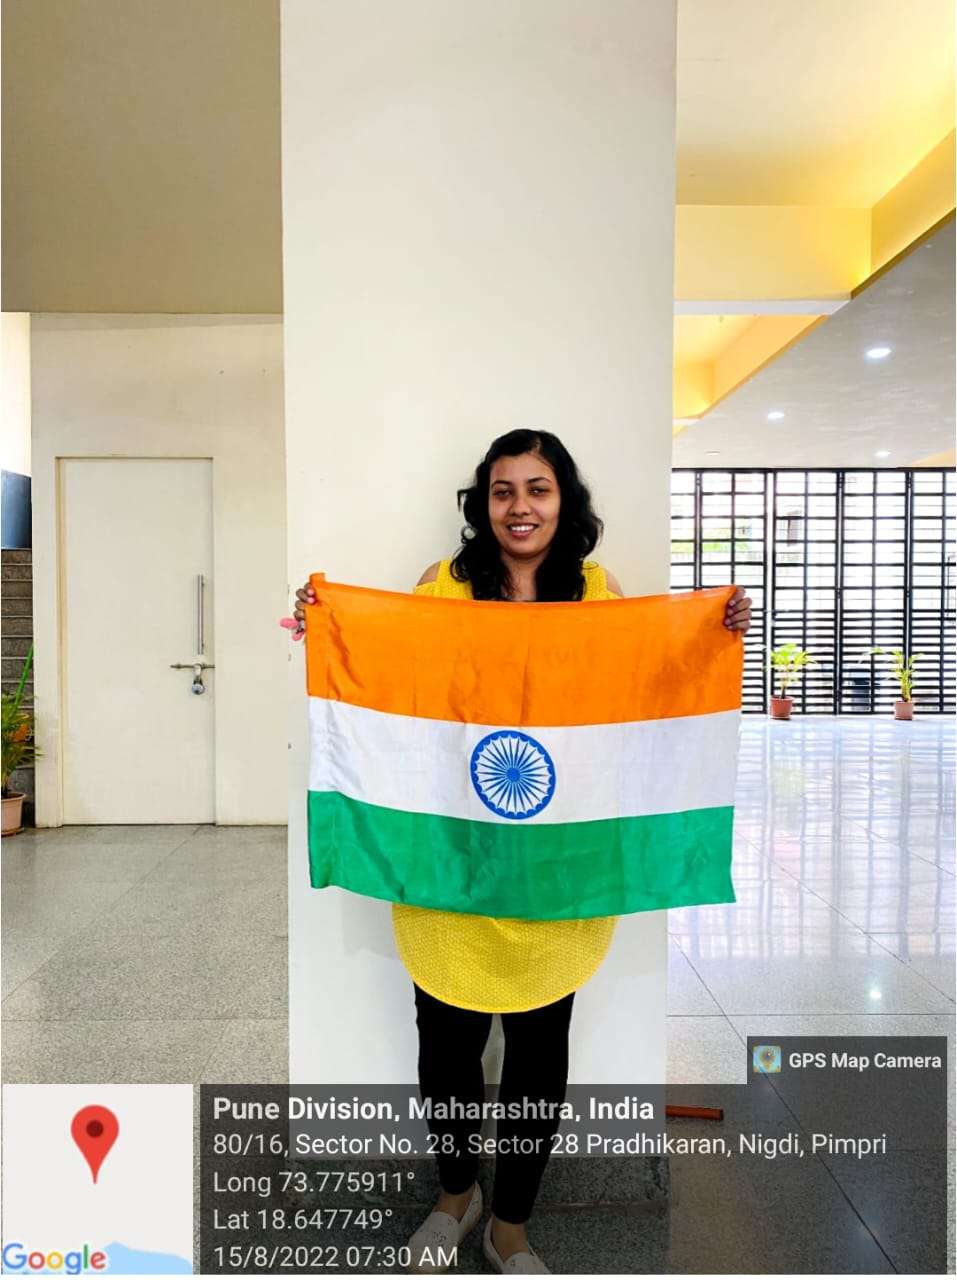 GPS Map Camera
Pune Division, Maharashtra, India
80/16, Sector No. 28, Sector 28 Pradhikaran, Nigdi, Pimpri
Long 73.775911°
Lat 18.647749°
15/8/2022 07:30 AM
Google